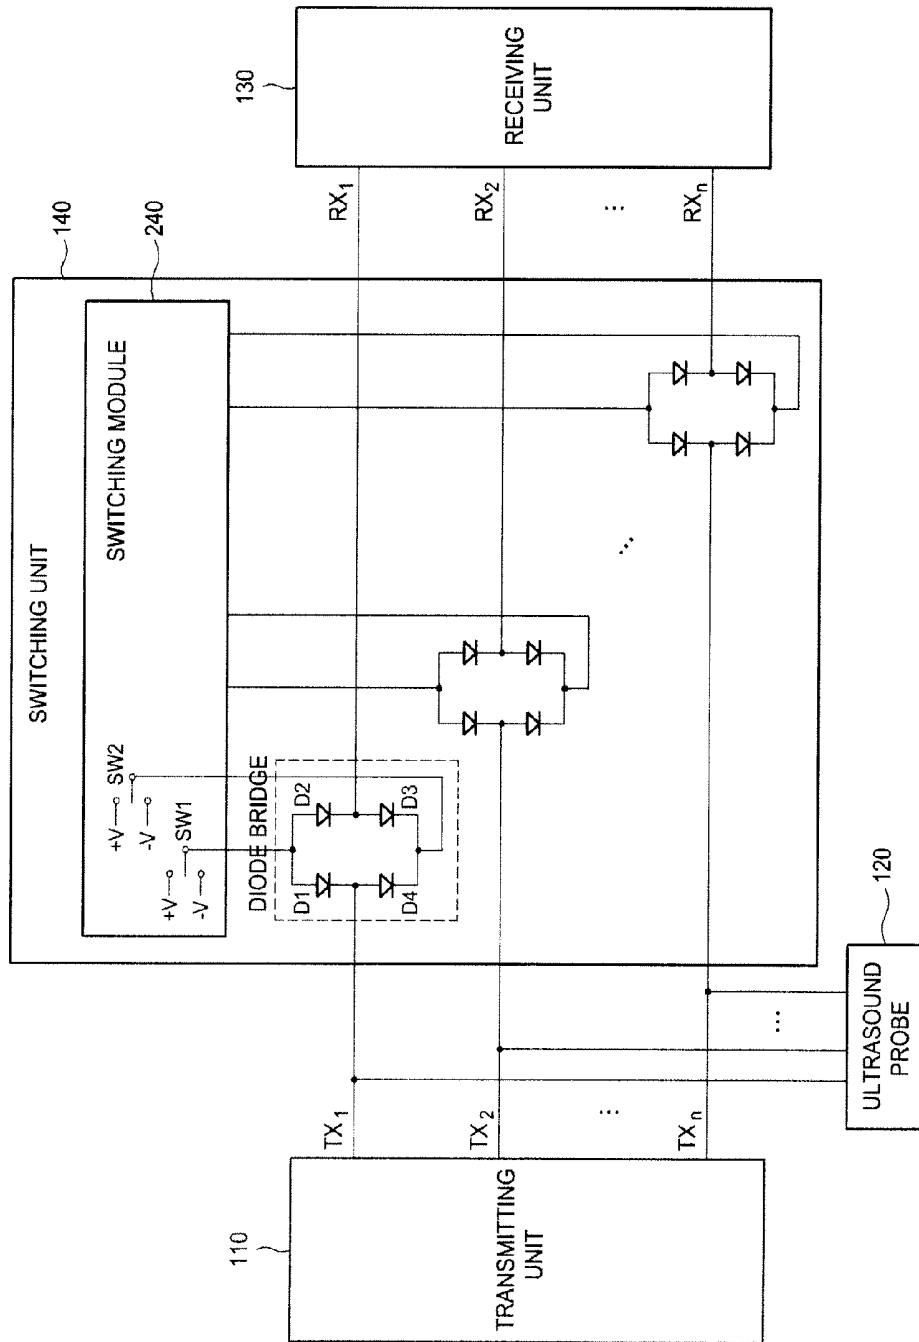 SWITCHING UNIT
140
SWITCHING MODULE
240
+V
-V
SW2
+V
-V
SW1
DIODE BRIDGE
D1
D2
D4
D3
110
TRANSMITTING
UNIT
TX1
TX2
...
TXn
...
120
ULTRASOUND
PROBE
...
RX1
RX2
...
RXn
130
RECEIVING
UNIT